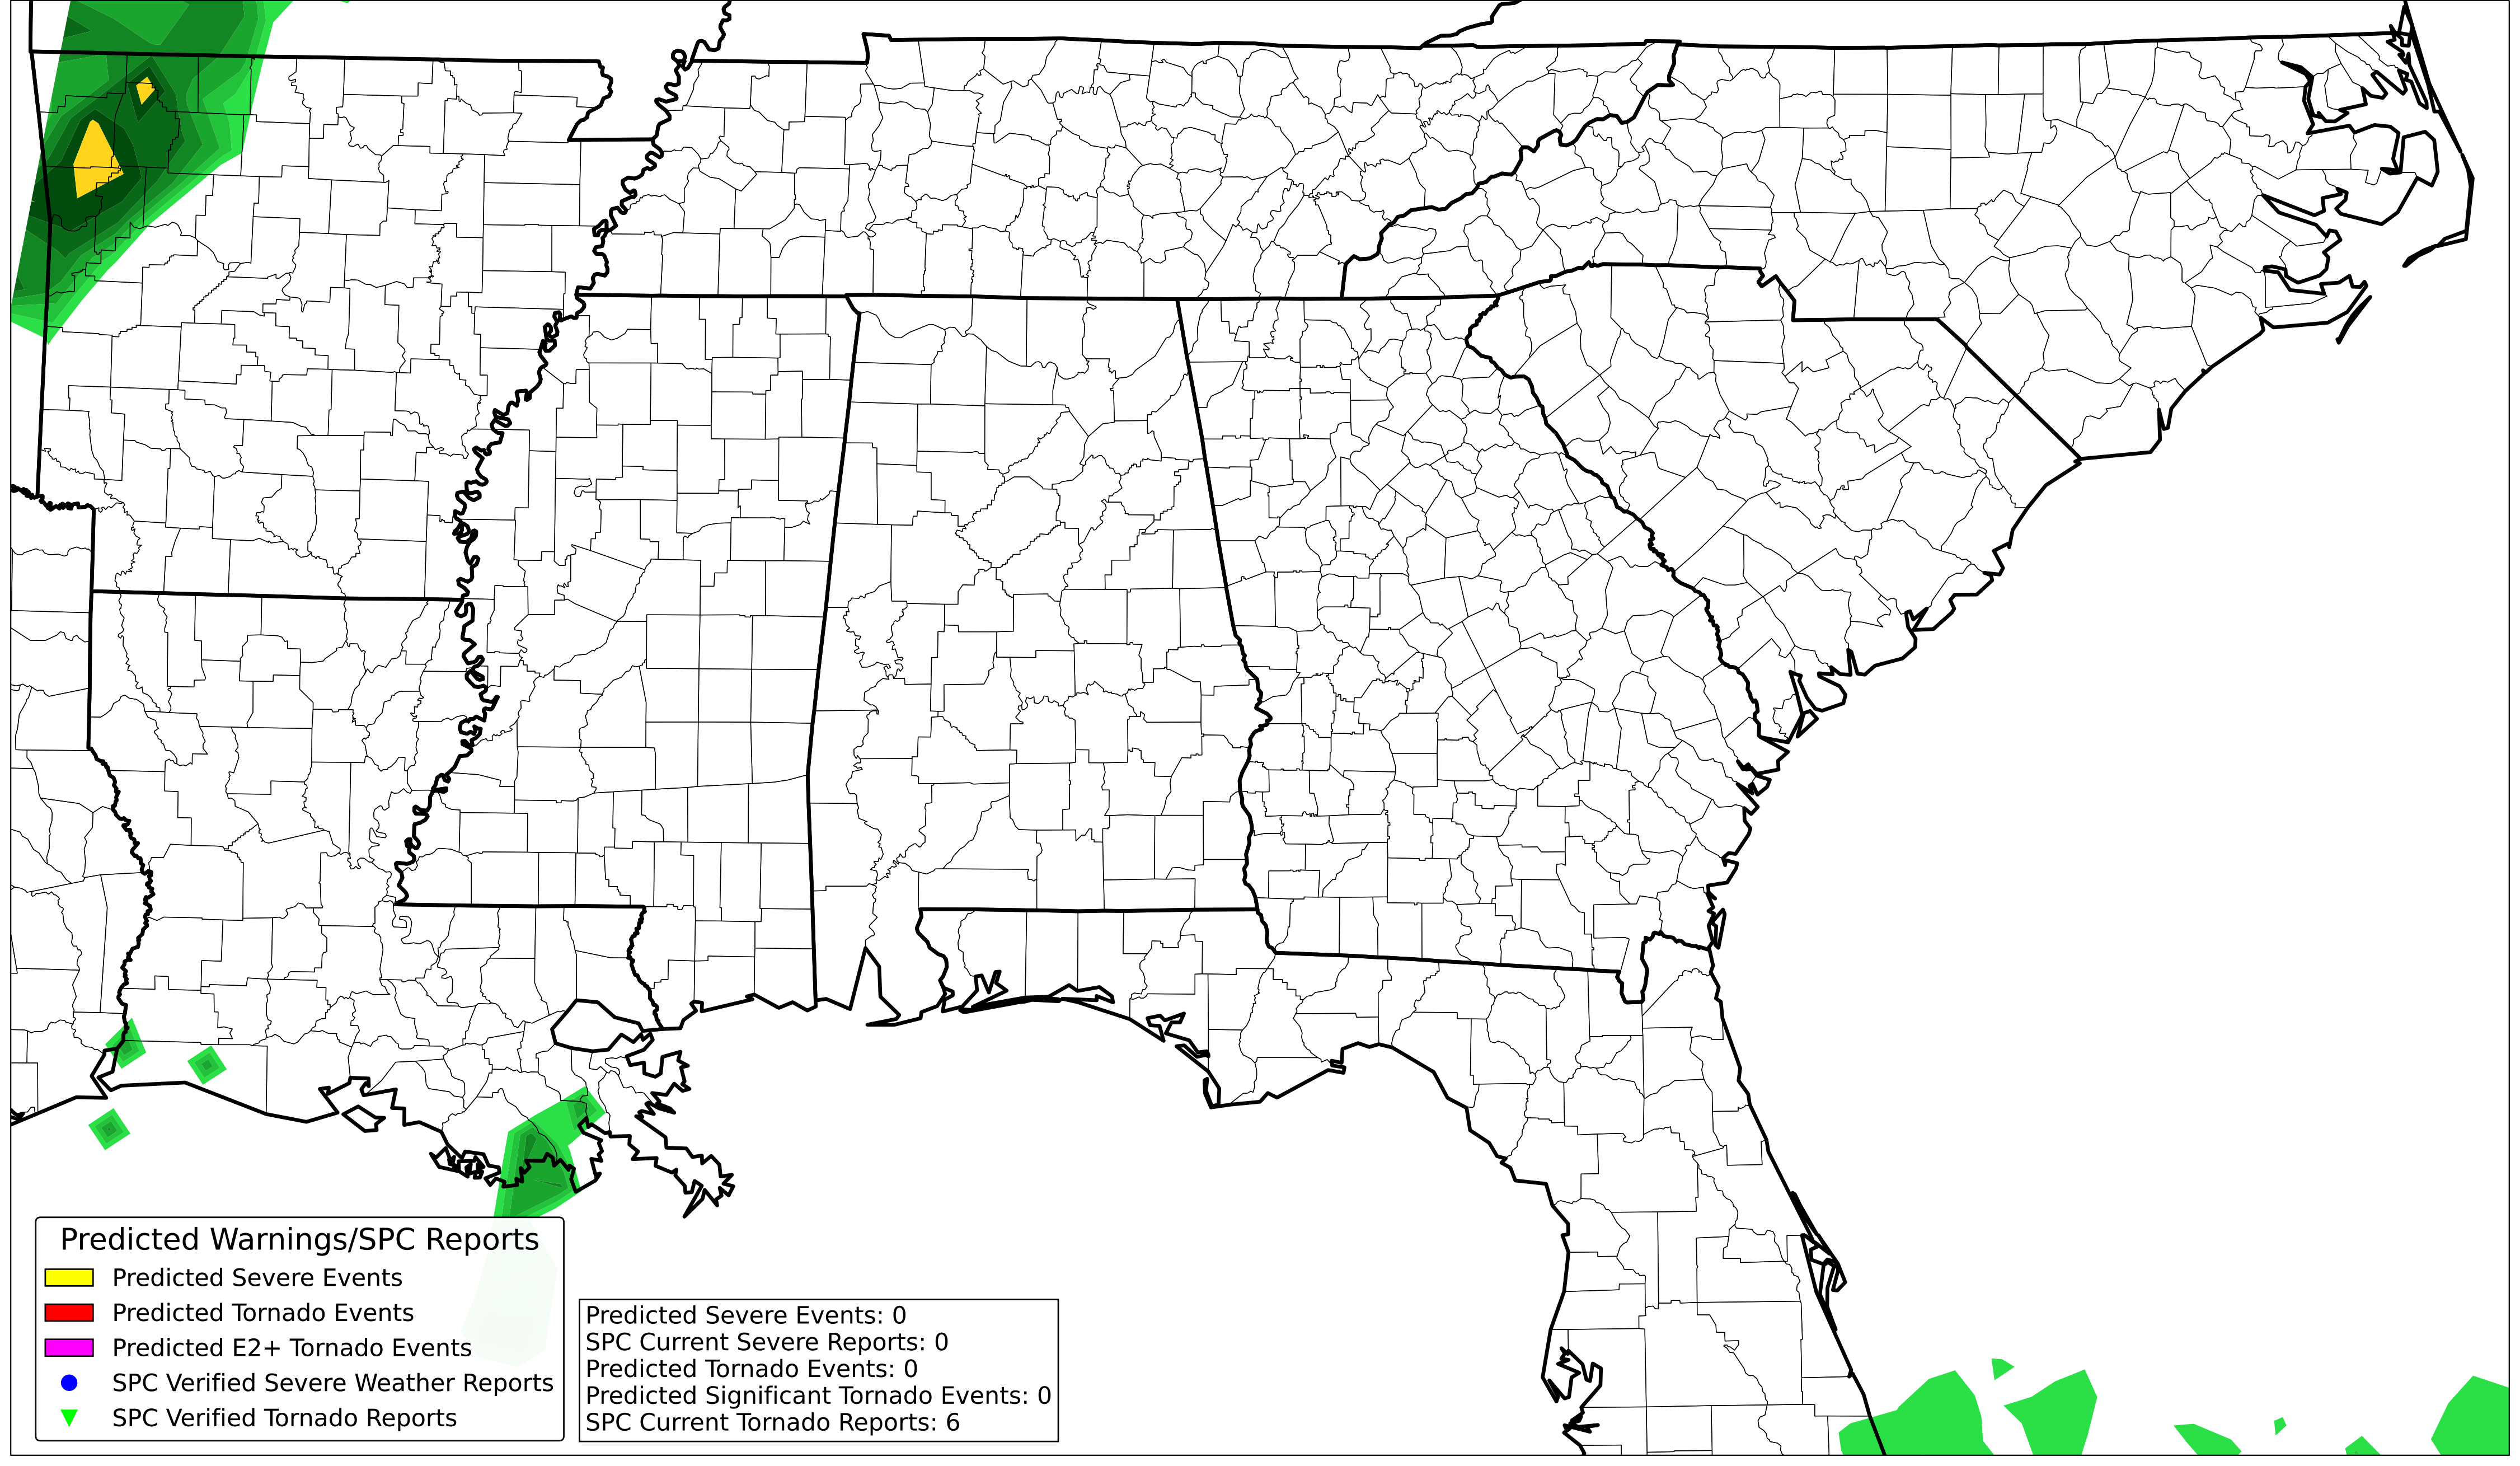 Predicted Warnings/SPC Reports
Predicted Severe Events
Predicted Tornado Events
Predicted E2+ Tornado Events
SPC Verified Severe Weather Reports
SPC Verified Tornado Reports
Predicted Severe Events: 0
SPC Current Severe Reports: 0
Predicted Tornado Events: 0
Predicted Significant Tornado Events: 0
SPC Current Tornado Reports: 6